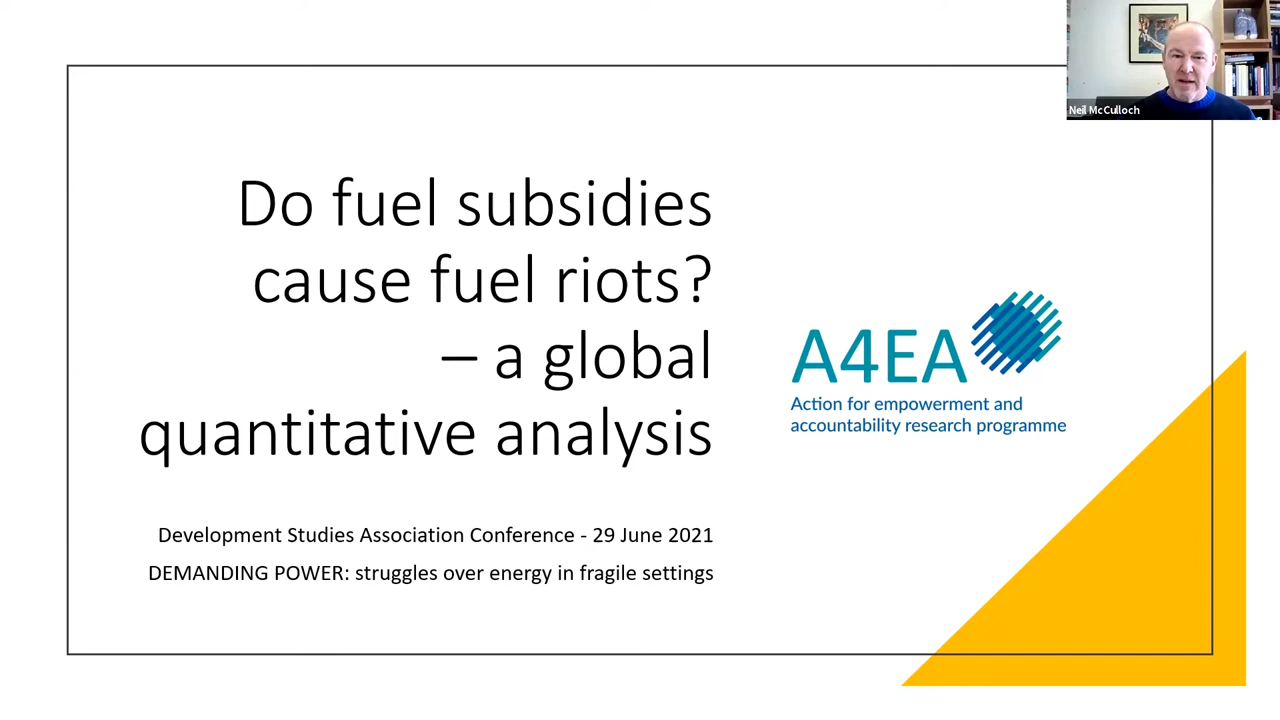 Neil McCulloch
Do fuel subsidies
cause fuel riots?
– a global
quantitative analysis
A4EA
Action for empowerment and
accountability research programme
Development Studies Association Conference - 29 June 2021
DEMANDING POWER: struggles over energy in fragile settings